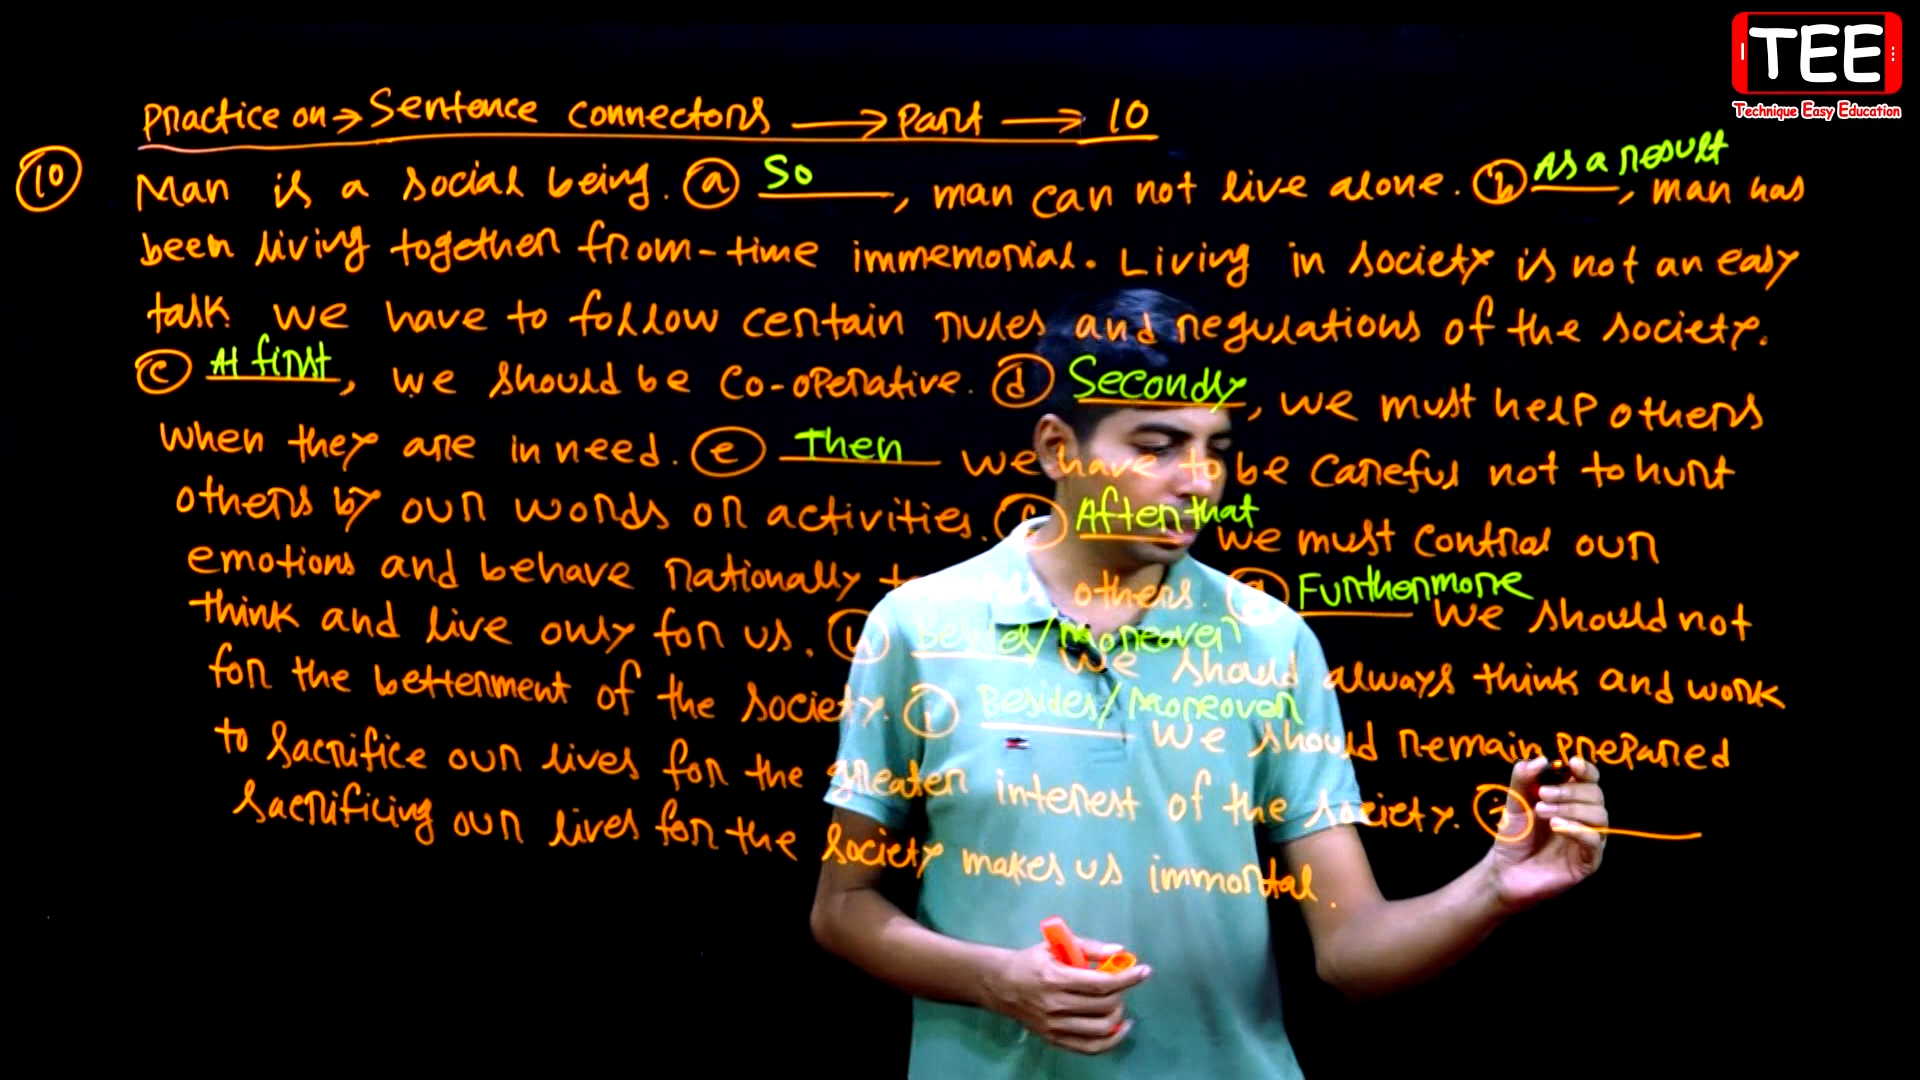 TEE
Technique Easy Education
Practice on → Sentence connectors → Part → 10
10 Man is a social being. (a) So, man can not live alone. (b) As a result, man has
been living together from-time immemorial. Living in society is not an easy
task. we have to follow certain rules and regulations of the society.
(c) At first, we should be co-operative. (d) Secondly, we must help others
when they are in need. (e) Then we have to be careful not to hurt
others by our words or activities. (f) After that we must control our
emotions and behave rationally others. (g) Furthermore we should not
think and live only for us. (h) Besides/Moreover we should always think and work
for the betterment of the society. (i) Besides/Moreover we should remain prepared
to sacrifice our lives for the greater interest of the society. (j)
sacrificing our lives for the society makes us immortal.